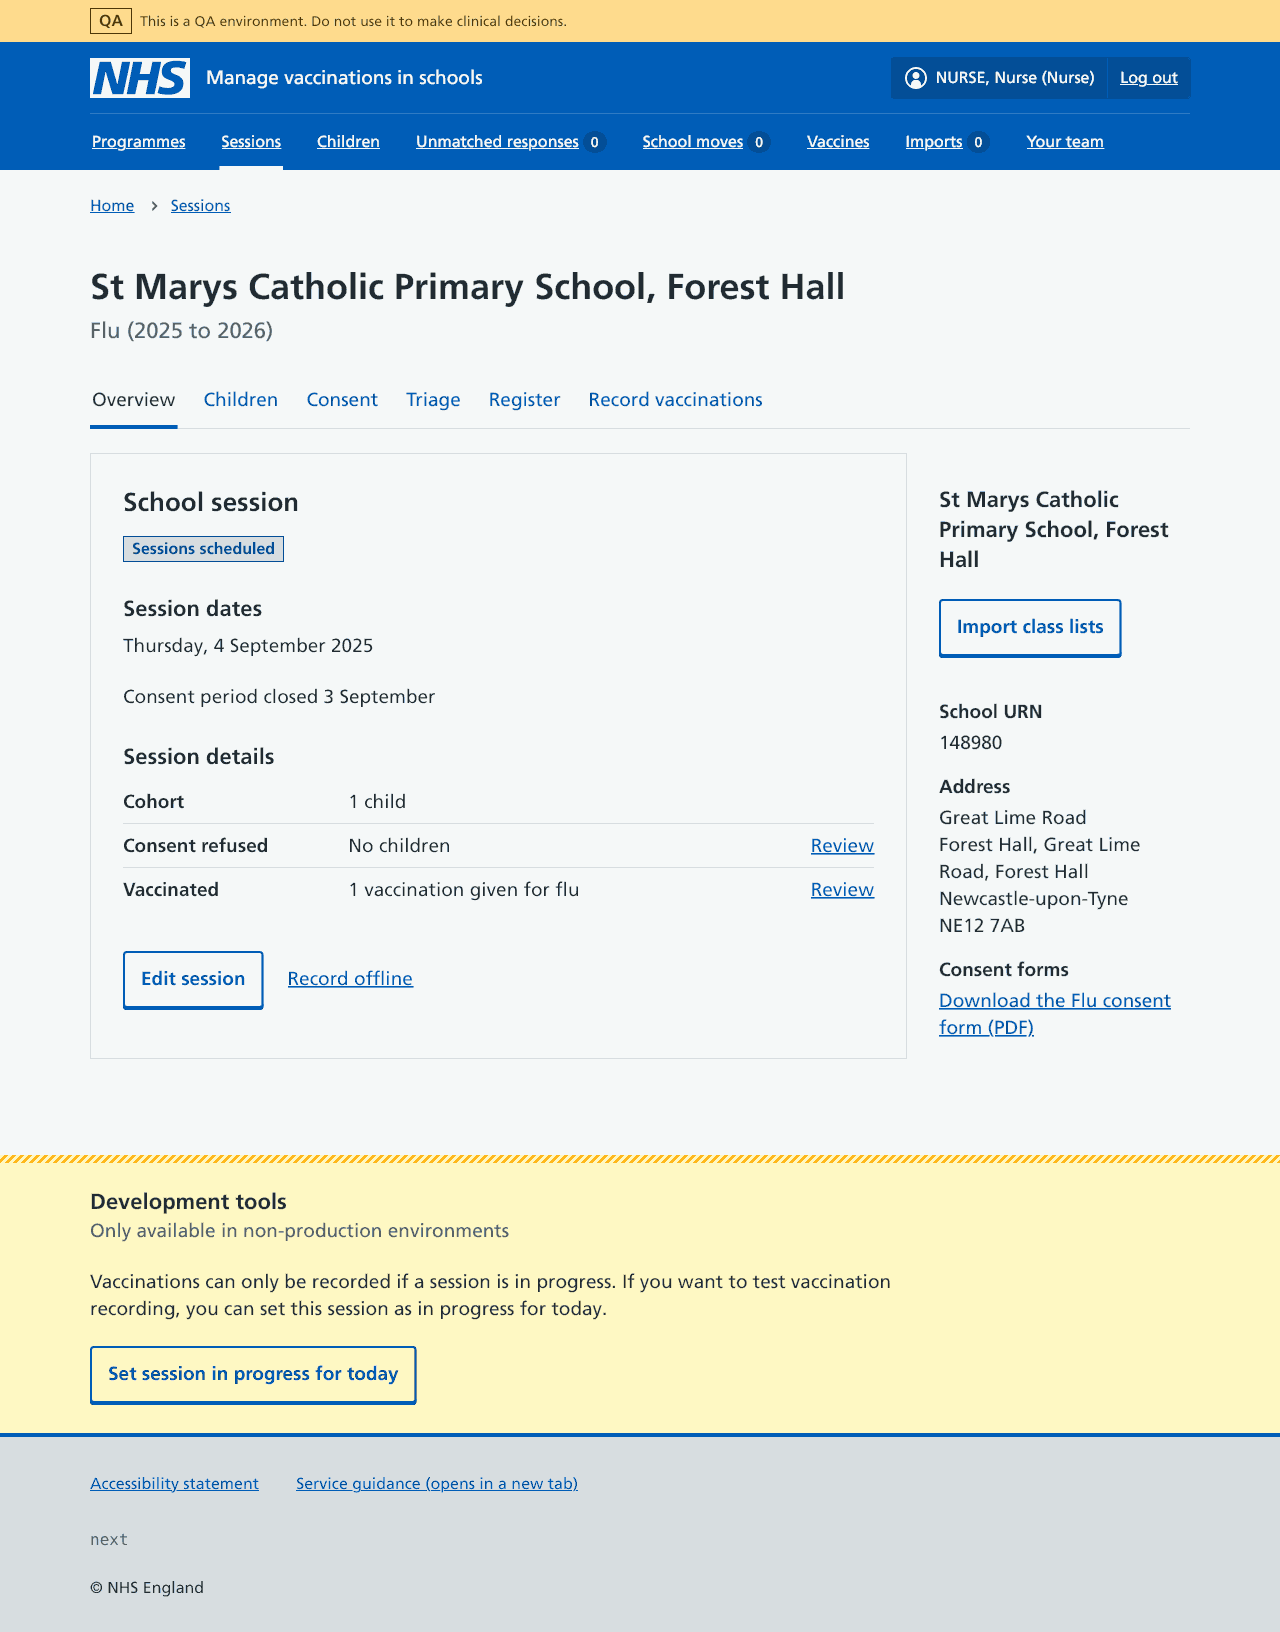 QA This is a QA environment. Do not use it to make clinical decisions.
NHS Manage vaccinations in schools
NURSE, Nurse (Nurse) Log out
Programmes Sessions Children Unmatched responses 0 School moves 0 Vaccines Imports 0 Your team
Home › Sessions
St Marys Catholic Primary School, Forest Hall
Flu (2025 to 2026)
Overview Children Consent Triage Register Record vaccinations
School session
Sessions scheduled
Session dates
Thursday, 4 September 2025
Consent period closed 3 September
Session details
Cohort 1 child
Consent refused No children Review
Vaccinated 1 vaccination given for flu Review
Edit session Record offline
St Marys Catholic
Primary School, Forest
Hall
Import class lists
School URN
148980
Address
Great Lime Road
Forest Hall, Great Lime
Road, Forest Hall
Newcastle-upon-Tyne
NE12 7AB
Consent forms
Download the Flu consent
form (PDF)
Development tools
Only available in non-production environments
Vaccinations can only be recorded if a session is in progress. If you want to test vaccination
recording, you can set this session as in progress for today.
Set session in progress for today
Accessibility statement Service guidance (opens in a new tab)
next
© NHS England